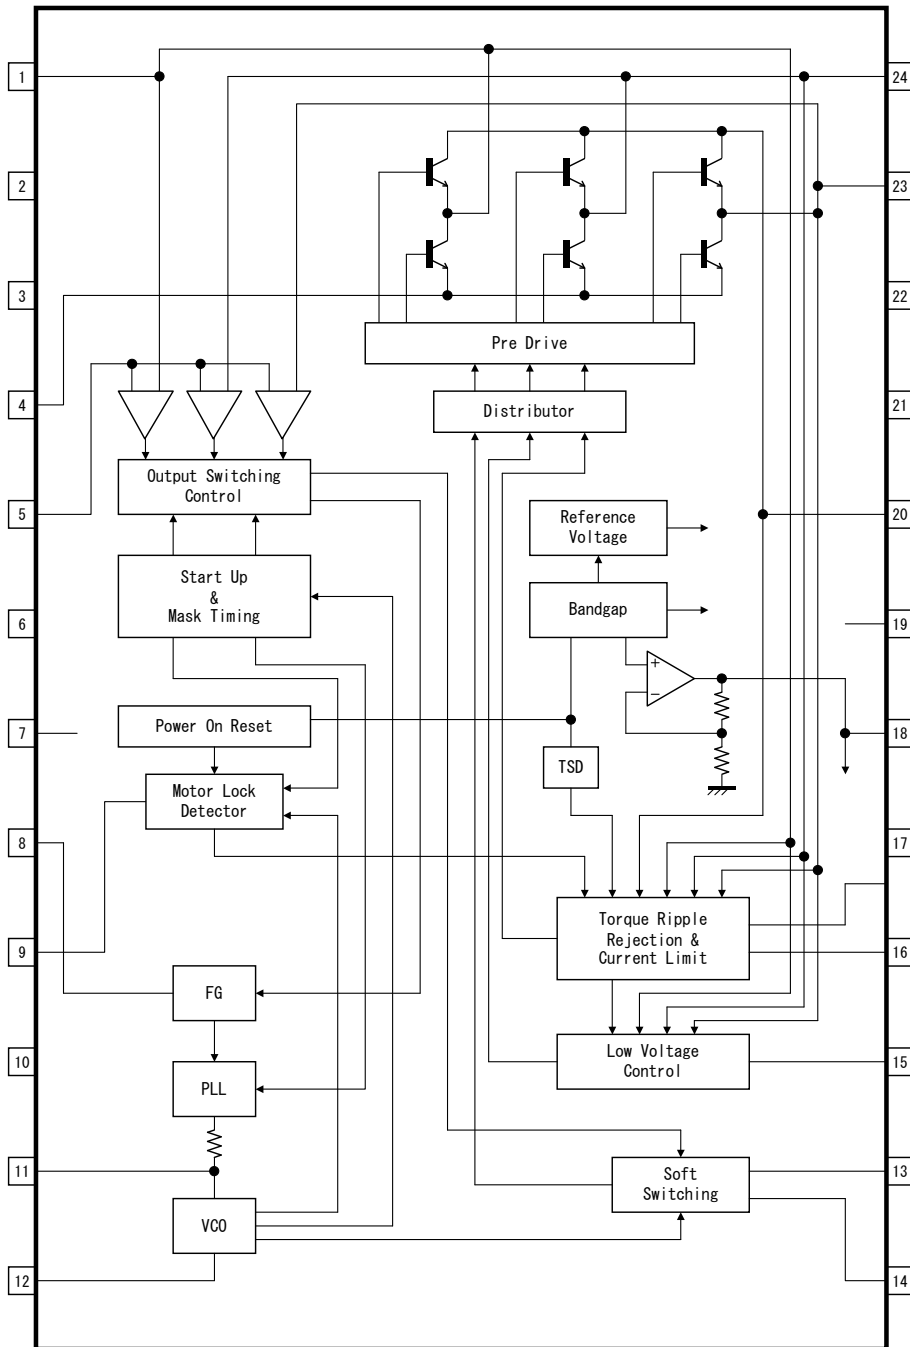 1
24
2
23
3
22
Pre Drive
4
Distributor
21
Output Switching
Control
5
Reference
Voltage
20
Start Up
&
Mask Timing
Bandgap
6
19
+
−
Power On Reset
7
18
TSD
Motor Lock
Detector
8
17
Torque Ripple
Rejection &
Current Limit
9
16
FG
10
Low Voltage
Control
15
PLL
11
Soft
Switching
13
VCO
12
14